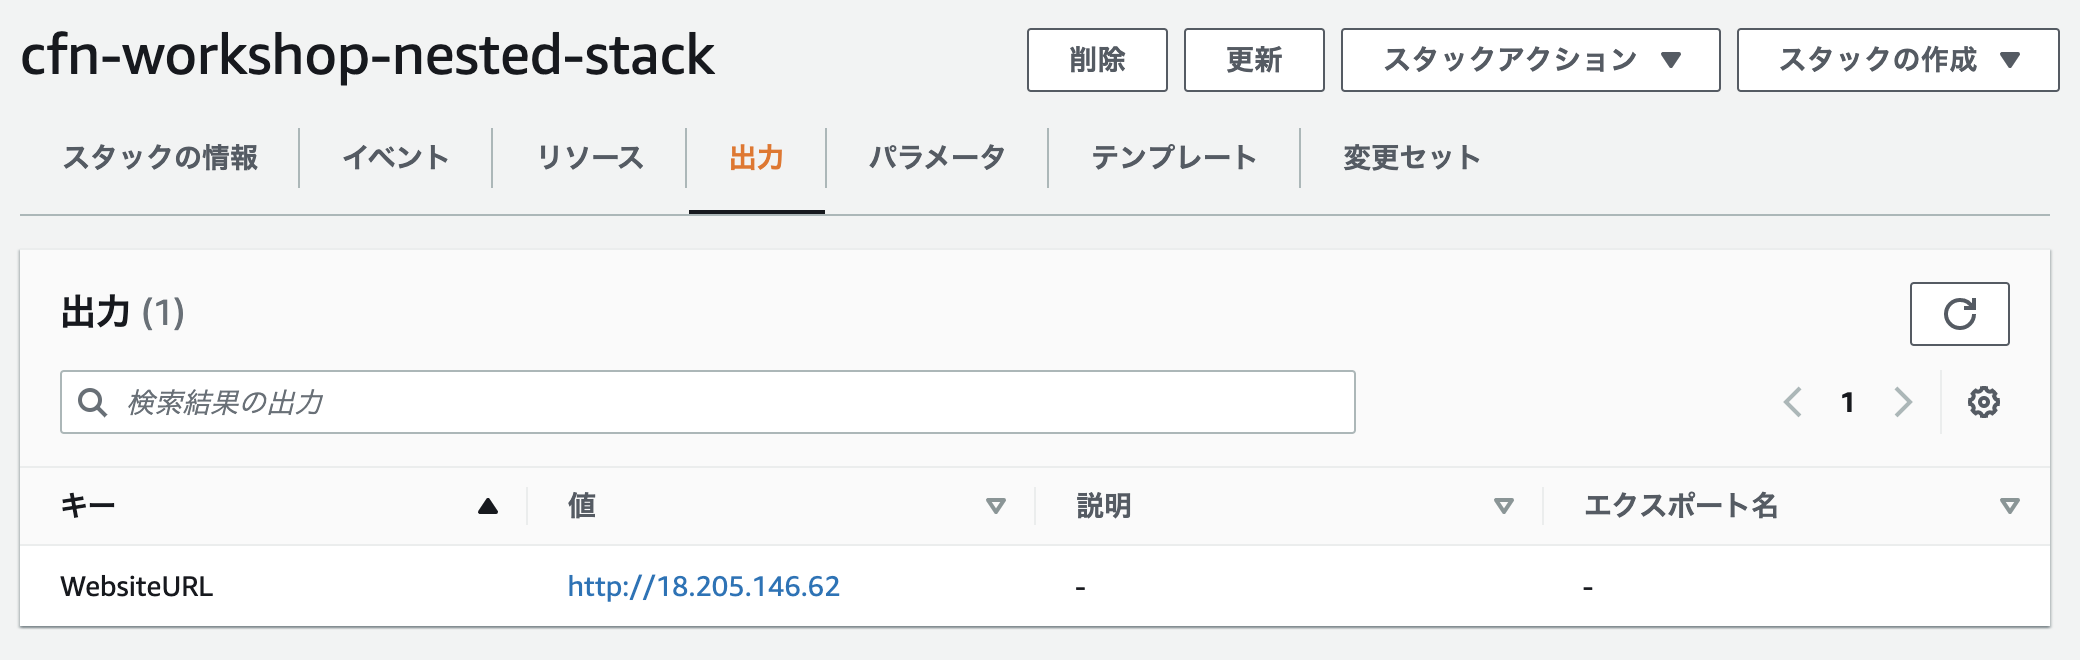 cfn-workshop-nested-stack
削除 更新 スタックアクション スタックの作成
スタックの情報 イベント リソース 出力 パラメータ テンプレート 変更セット
出力 (1)
検索結果の出力
1
キー 値 説明 エクスポート名
WebsiteURL http://18.205.146.62 - -